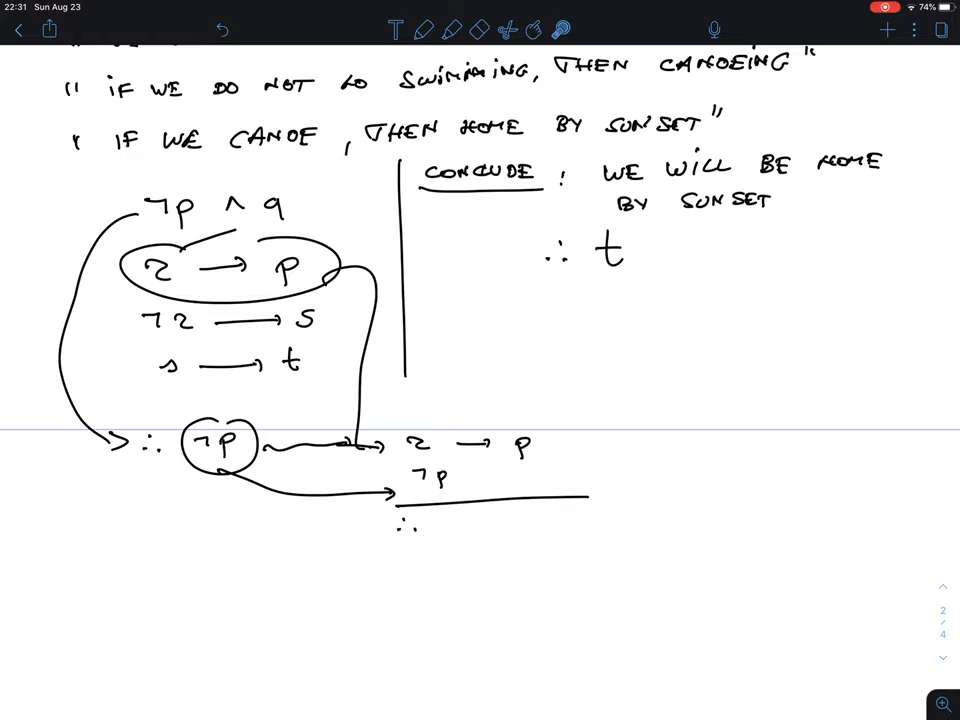 22:31 Sun Aug 23 74%
" IF WE DO NOT GO SWIMMING, THEN CANOEING"
" IF WE CANOE, THEN HOME BY SUNSET"
CONCLUDE : WE WILL BE HOME
BY SUNSET
∴ t
¬p ∧ q
r → p
¬r → s
s → t
∴ ¬p → r → p
¬p
∴
2
/
4